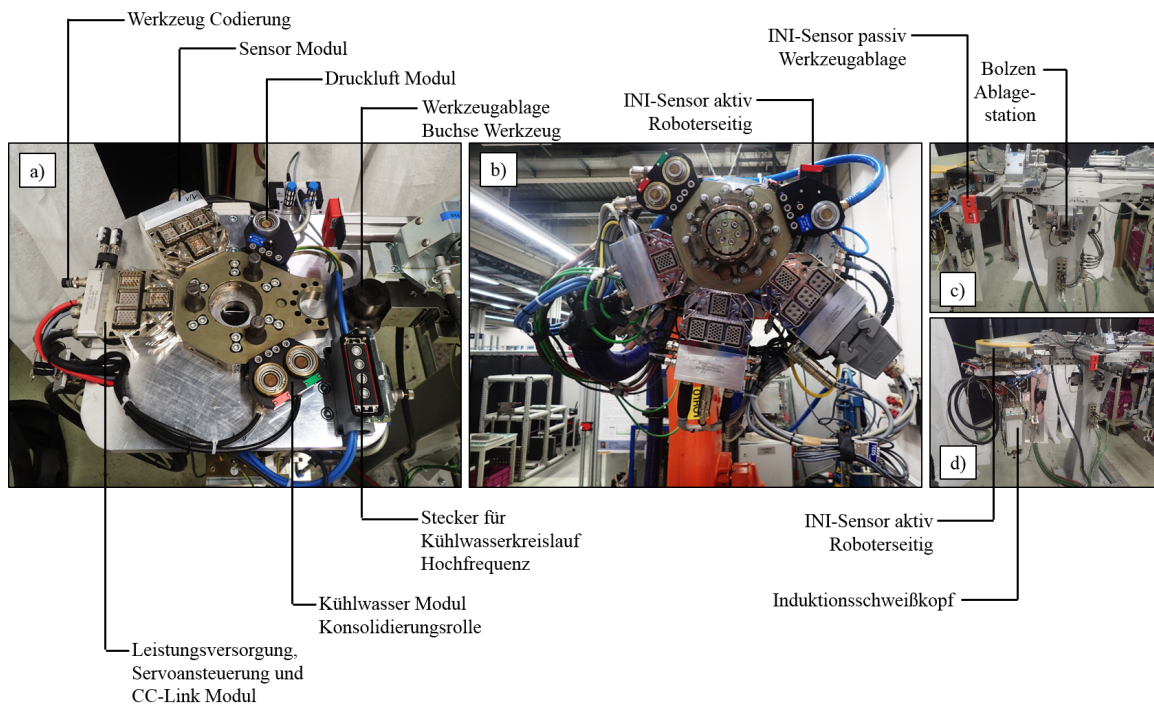 Werkzeug Codierung
Sensor Modul
Druckluft Modul
Werkzeugablage
Buchse Werkzeug
INI-Sensor aktiv
Roboterseitig
INI-Sensor passiv
Werkzeugablage
Bolzen
Ablage-
station
a)
b)
c)
d)
Stecker für
Kühlwasserkreislauf
Hochfrequenz
Kühlwasser Modul
Konsolidierungsrolle
Leistungsversorgung,
Servoansteuerung und
CC-Link Modul
INI-Sensor aktiv
Roboterseitig
Induktionsschweißkopf